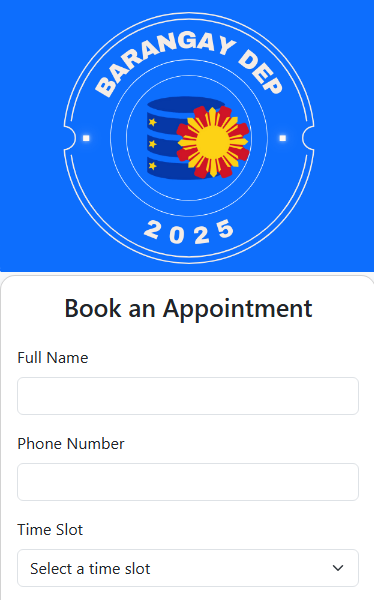 BARANGAY DEP
2025
Book an Appointment
Full Name
Phone Number
Time Slot
Select a time slot